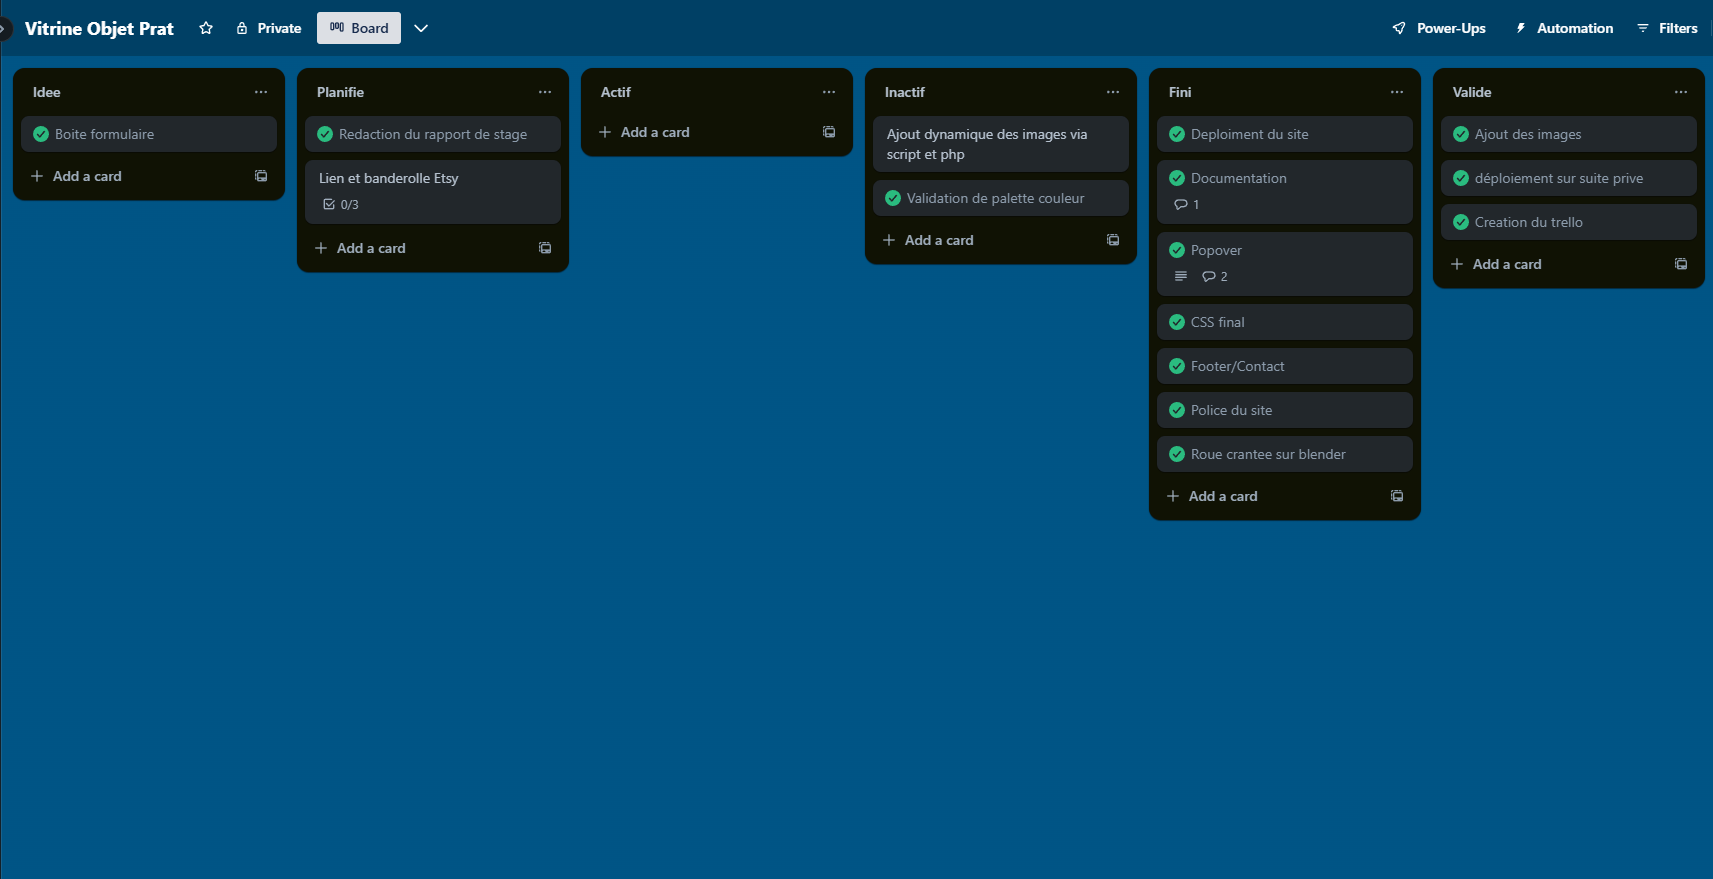 Vitrine Objet Prat
Private
Board
Power-Ups
Automation
Filters
Idee
Boite formulaire
Add a card
Planifie
Redaction du rapport de stage
Lien et banderolle Etsy
0/3
Add a card
Actif
Add a card
Inactif
Ajout dynamique des images via
script et php
Validation de palette couleur
Add a card
Fini
Deploiment du site
Documentation
1
Popover
2
CSS final
Footer/Contact
Police du site
Roue crantee sur blender
Add a card
Valide
Ajout des images
déploiement sur suite prive
Creation du trello
Add a card